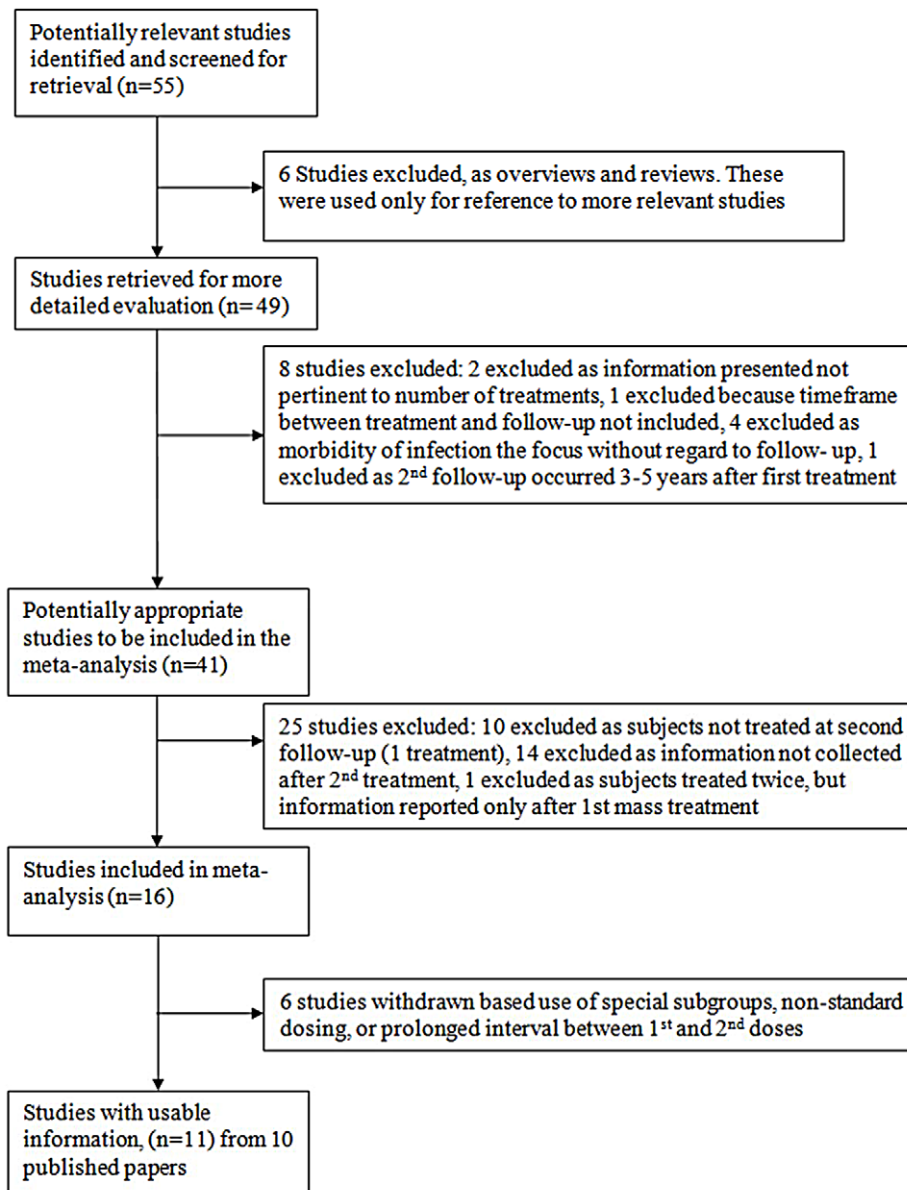 Potentially relevant studies
identified and screened for
retrieval (n=55)
6 Studies excluded, as overviews and reviews. These
were used only for reference to more relevant studies
Studies retrieved for more
detailed evaluation (n=49)
8 studies excluded: 2 excluded as information presented not
pertinent to number of treatments, 1 excluded because timeframe
between treatment and follow-up not included, 4 excluded as
morbidity of infection the focus without regard to follow- up, 1
excluded as 2nd follow-up occurred 3-5 years after first treatment
Potentially appropriate
studies to be included in the
meta-analysis (n=41)
25 studies excluded: 10 excluded as subjects not treated at second
follow-up (1 treatment), 14 excluded as information not collected
after 2nd treatment, 1 excluded as subjects treated twice, but
information reported only after 1st mass treatment
Studies included in meta-
analysis (n=16)
6 studies withdrawn based use of special subgroups, non-standard
dosing, or prolonged interval between 1st and 2nd doses
Studies with usable
information, (n=11) from 10
published papers